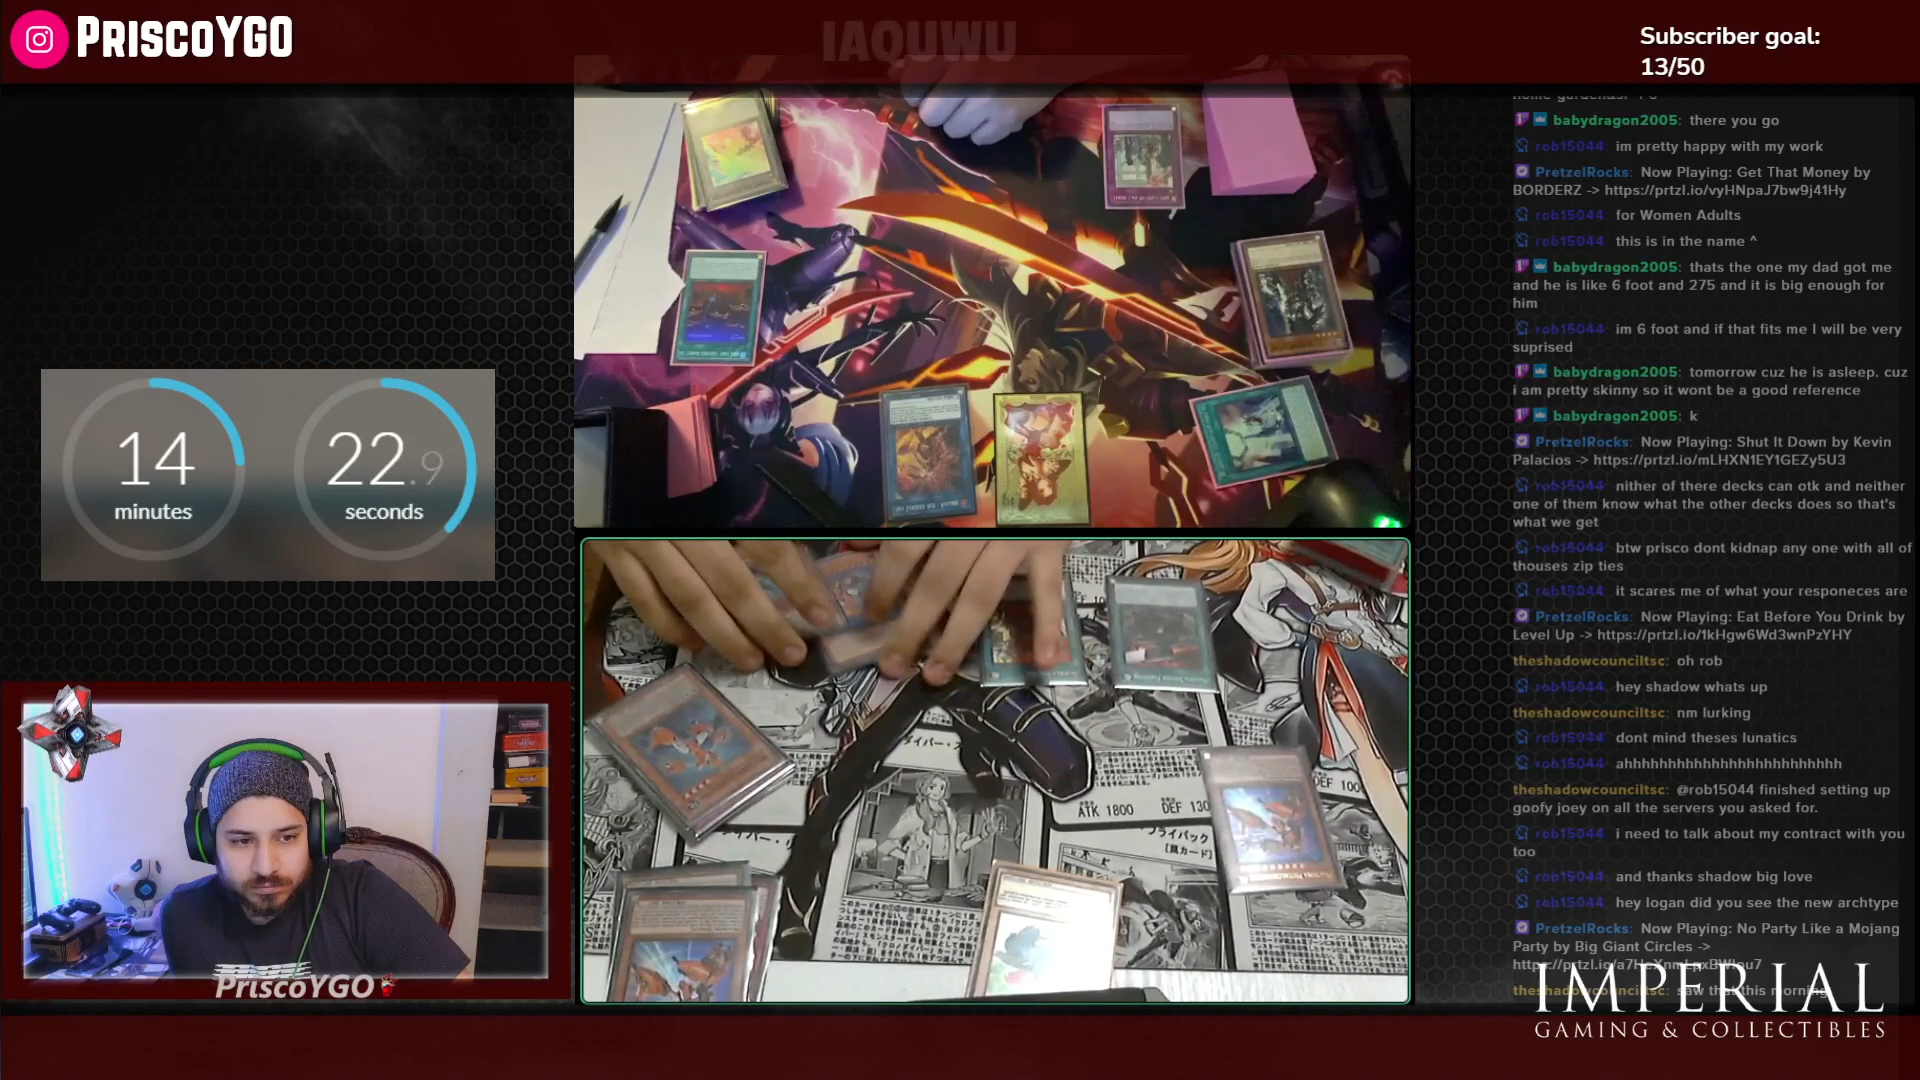 PRISCOYGO
IAQUWU
Subscriber goal:
13/50
babydragon2005: there you go
rob15044: im pretty happy with my work
PretzelRocks: Now Playing: Get That Money by
BORDERZ -> https://prtzl.io/vyHNpaJ7bw9j41Hy
rob15044: for Women Adults
rob15044: this is in the name ^
babydragon2005: thats the one my dad got me
and he is like 6 foot and 275 and it is big enough for
him
rob15044: im 6 foot and if that fits me I will be very
suprised
babydragon2005: tomorrow cuz he is asleep. cuz
i am pretty skinny so it wont be a good reference
babydragon2005: k
PretzelRocks: Now Playing: Shut It Down by Kevin
Palacios -> https://prtzl.io/mLHXN1EY1GEZy5U3
rob15044: nither of there decks can otk and neither
one of them know what the other decks does so that's
what we get
rob15044: btw prisco dont kidnap any one with all of
thouses zip ties
rob15044: it scares me of what your responeces are
PretzelRocks: Now Playing: Eat Before You Drink by
Level Up -> https://prtzl.io/1kHgw6Wd3wnPzYHY
theshadowcounciltsc: oh rob
rob15044: hey shadow whats up
theshadowcounciltsc: nm lurking
rob15044: dont mind theses lunatics
rob15044: ahhhhhhhhhhhhhhhhhhhhhhhhhh
theshadowcounciltsc: @rob15044 finished setting up
goofy joey on all the servers you asked for.
rob15044: i need to talk about my contract with you
too
rob15044: and thanks shadow big love
rob15044: hey logan did you see the new archtype
PretzelRocks: Now Playing: No Party Like a Mojang
Party by Big Giant Circles ->
theshadowcounciltsc: saw that this morning
14
minutes
22.9
seconds
ATK 1800 DEF 130
DEF 100
PriscoYGO
IMPERIAL
GAMING & COLLECTIBLES